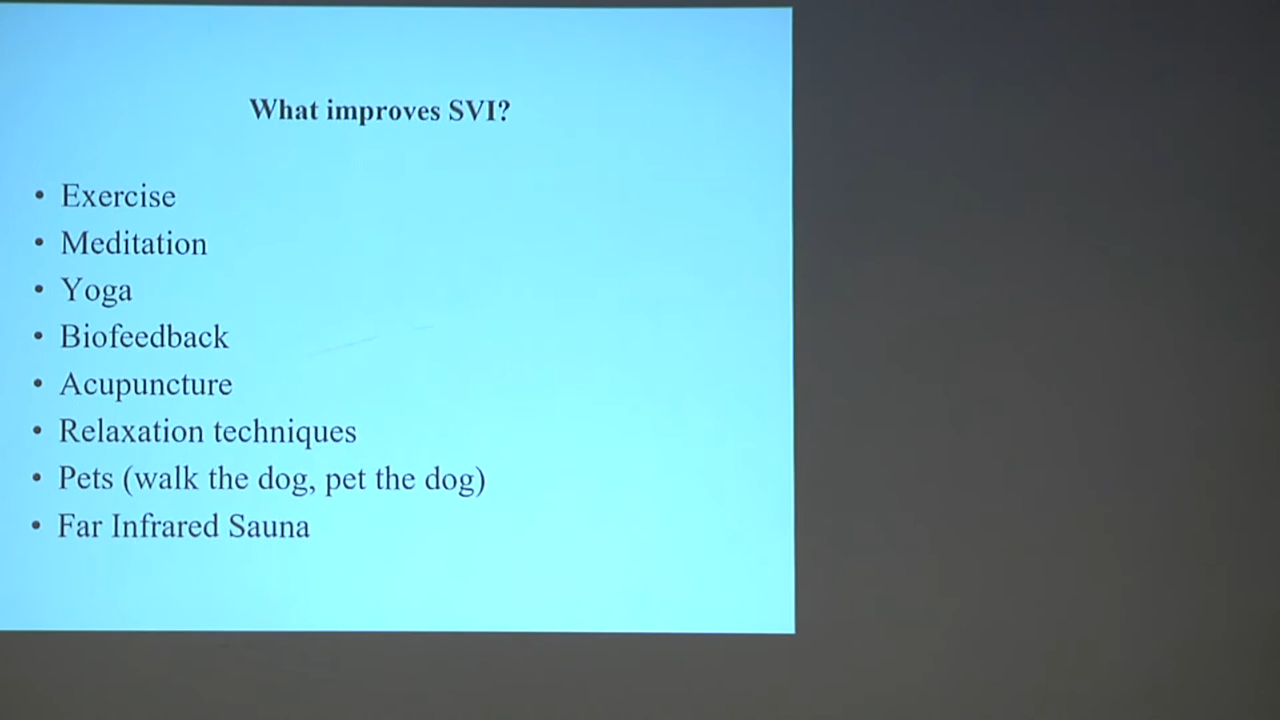 What improves SVI?
• Exercise
• Meditation
• Yoga
• Biofeedback
• Acupuncture
• Relaxation techniques
• Pets (walk the dog, pet the dog)
• Far Infrared Sauna